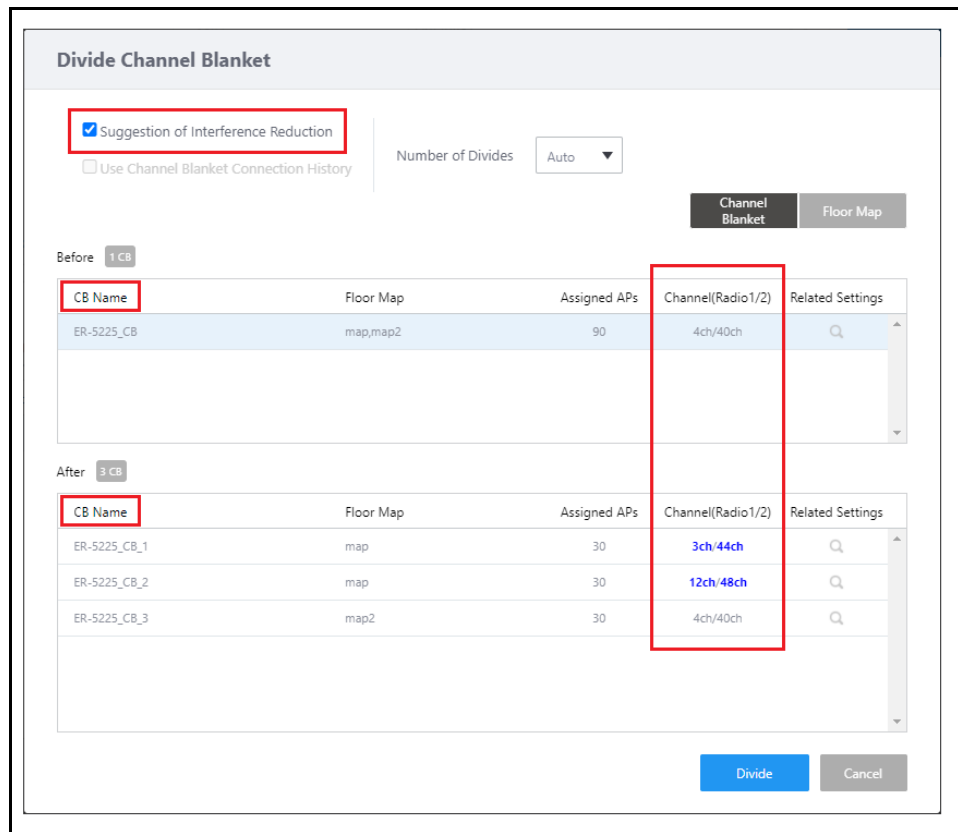 Divide Channel Blanket
Suggestion of Interference Reduction
Use Channel Blanket Connection History
Number of Divides Auto
Channel
Blanket
Floor Map
Before 1 CB
CB Name Floor Map Assigned APs Channel(Radio1/2) Related Settings
ER-5225_CB map,map2 90 4ch/40ch
After 3 CB
CB Name Floor Map Assigned APs Channel(Radio1/2) Related Settings
ER-5225_CB_1 map 30 3ch/44ch
ER-5225_CB_2 map 30 12ch/48ch
ER-5225_CB_3 map2 30 4ch/40ch
Divide Cancel